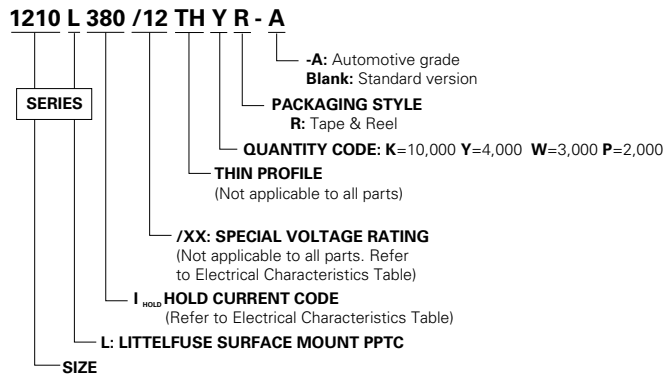 1210 L 380 /12 TH Y R - A
-A: Automotive grade
Blank: Standard version
SERIES
PACKAGING STYLE
R: Tape & Reel
QUANTITY CODE: K=10,000 Y=4,000 W=3,000 P=2,000
THIN PROFILE
(Not applicable to all parts)
/XX: SPECIAL VOLTAGE RATING
(Not applicable to all parts. Refer
to Electrical Characteristics Table)
I HOLD HOLD CURRENT CODE
(Refer to Electrical Characteristics Table)
L: LITTELFUSE SURFACE MOUNT PPTC
SIZE